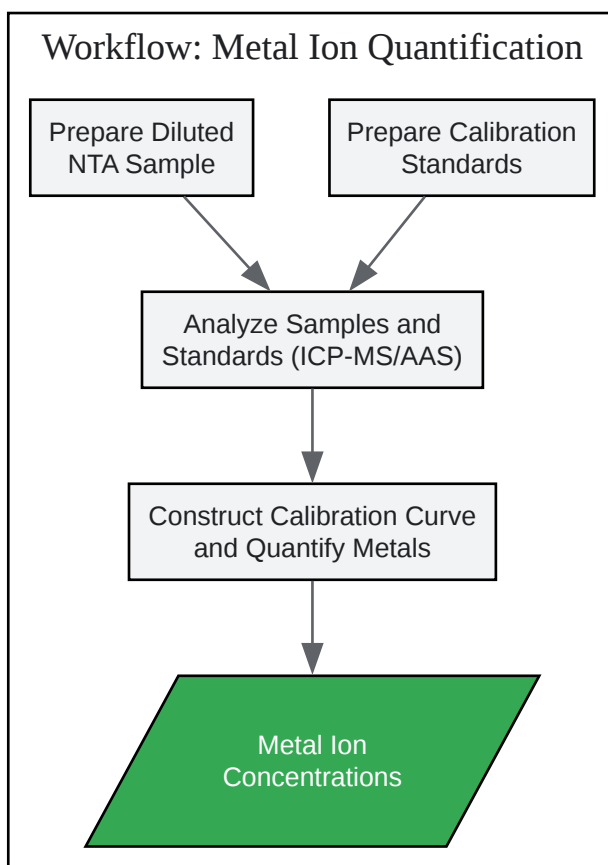 Workflow: Metal Ion Quantification
Prepare Diluted
NTA Sample
Prepare Calibration
Standards
Analyze Samples and
Standards (ICP-MS/AAS)
Construct Calibration Curve
and Quantify Metals
Metal Ion
Concentrations